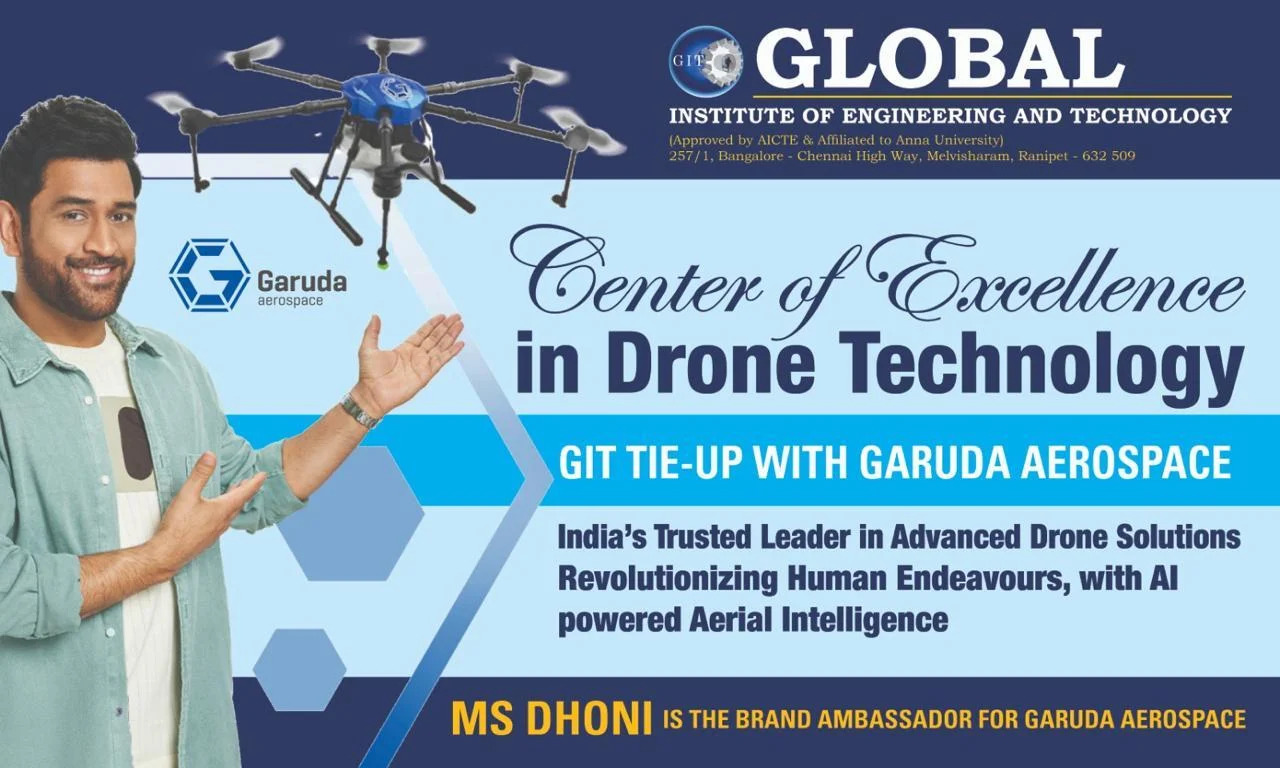 GIT
GLOBAL
INSTITUTE OF ENGINEERING AND TECHNOLOGY
(Approved by AICTE & Affiliated to Anna University)
257/1, Bangalore - Chennai High Way, Melvisharam, Ranipet - 632 509
Garuda
aerospace
Center of Excellence
in Drone Technology
GIT TIE-UP WITH GARUDA AEROSPACE
India's Trusted Leader in Advanced Drone Solutions
Revolutionizing Human Endeavours, with AI
powered Aerial Intelligence
MS DHONI IS THE BRAND AMBASSADOR FOR GARUDA AEROSPACE